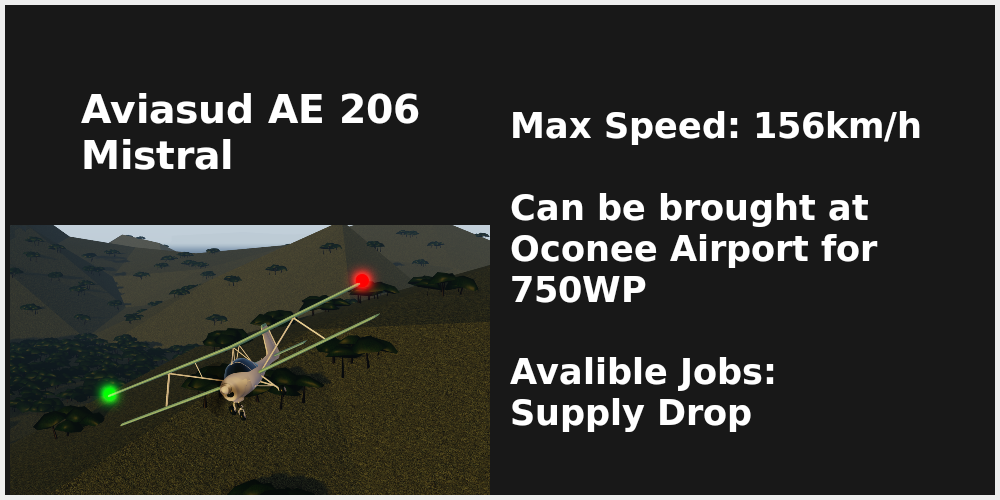 Aviasud AE 206
Mistral
Max Speed: 156km/h
Can be brought at
Oconee Airport for
750WP
Avalible Jobs:
Supply Drop